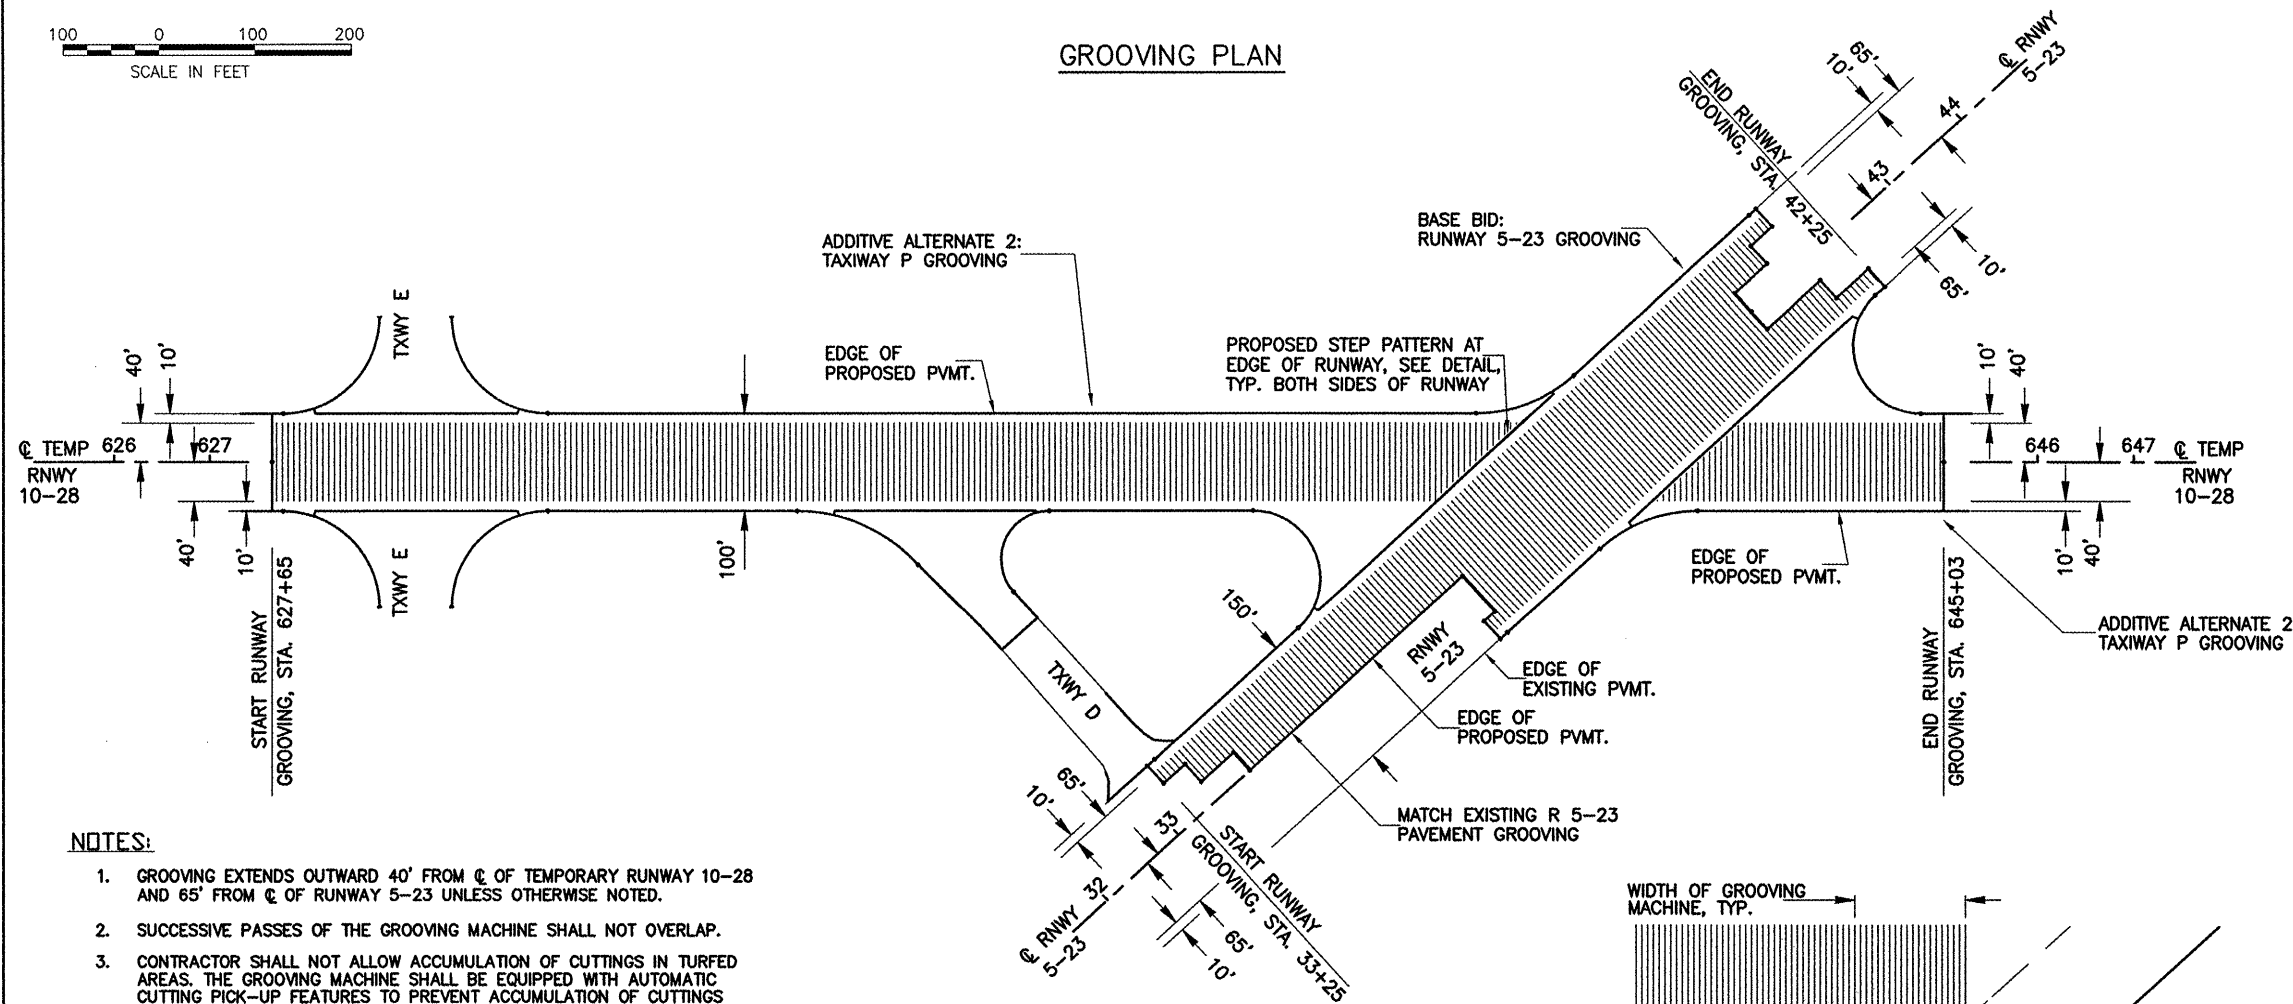 100 0 100 200
SCALE IN FEET
GROOVING PLAN
65'
10'
℄ RNWY
5-23
END RUNWAY
GROOVING, STA. 42+25
44
43
10'
65'
BASE BID:
RUNWAY 5-23 GROOVING
ADDITIVE ALTERNATE 2:
TAXIWAY P GROOVING
TXWY E
40'
10'
EDGE OF
PROPOSED PVMT.
PROPOSED STEP PATTERN AT
EDGE OF RUNWAY, SEE DETAIL,
TYP. BOTH SIDES OF RUNWAY
10'
40'
℄ TEMP 626 627
RNWY
10-28
646 647 ℄ TEMP
RNWY
10-28
40'
10'
TXWY E
100'
START RUNWAY
GROOVING, STA. 627+65
150'
EDGE OF
PROPOSED PVMT.
10'
40'
END RUNWAY
GROOVING, STA. 645+03
ADDITIVE ALTERNATE 2
TAXIWAY P GROOVING
RNWY
5-23
TXWY D
EDGE OF
EXISTING PVMT.
EDGE OF
PROPOSED PVMT.
65'
10'
MATCH EXISTING R 5-23
PAVEMENT GROOVING
33
32
START RUNWAY
GROOVING, STA. 33+25
℄ RNWY
5-23
65'
10'
NOTES:
1. GROOVING EXTENDS OUTWARD 40' FROM ℄ OF TEMPORARY RUNWAY 10-28
AND 65' FROM ℄ OF RUNWAY 5-23 UNLESS OTHERWISE NOTED.
2. SUCCESSIVE PASSES OF THE GROOVING MACHINE SHALL NOT OVERLAP.
3. CONTRACTOR SHALL NOT ALLOW ACCUMULATION OF CUTTINGS IN TURFED
AREAS. THE GROOVING MACHINE SHALL BE EQUIPPED WITH AUTOMATIC
CUTTING PICK-UP FEATURES TO PREVENT ACCUMULATION OF CUTTINGS
WIDTH OF GROOVING
MACHINE, TYP.